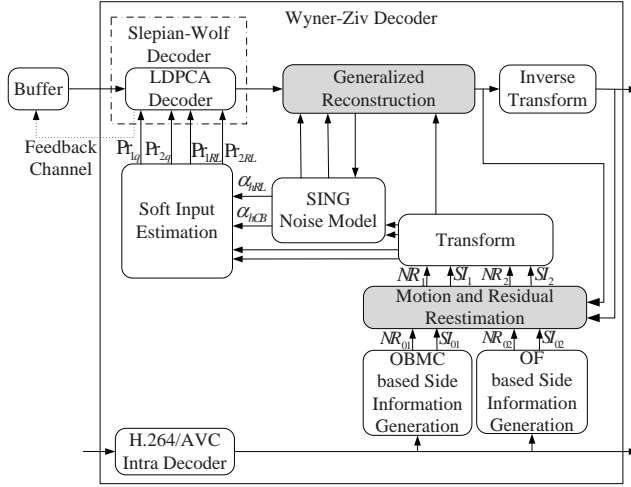 Wyner-Ziv Decoder
Slepian-Wolf
Decoder
Buffer
LDPCA
Decoder
Generalized
Reconstruction
Inverse
Transform
Feedback
Channel
Pr1q Pr2q Pr1RL Pr2RL
Soft Input
Estimation
αhRL
αhCB
SING
Noise Model
Transform
NR1 SI1 NR2 SI2
Motion and Residual
Reestimation
NR01 SI01 NR02 SI02
OBMC
based Side
Information
Generation
OF
based Side
Information
Generation
H.264/AVC
Intra Decoder